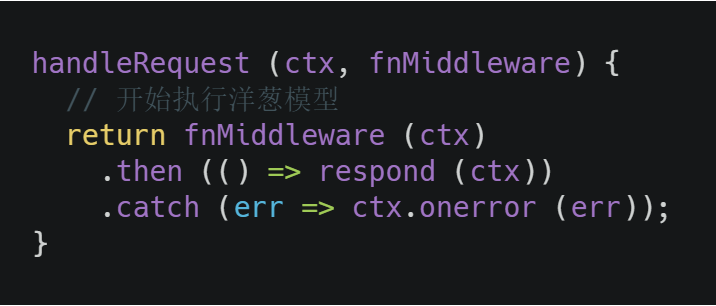 handleRequest (ctx, fnMiddleware) {
  // 开始执行洋葱模型
  return fnMiddleware (ctx)
    .then (() => respond (ctx))
    .catch (err => ctx.onerror (err));
}